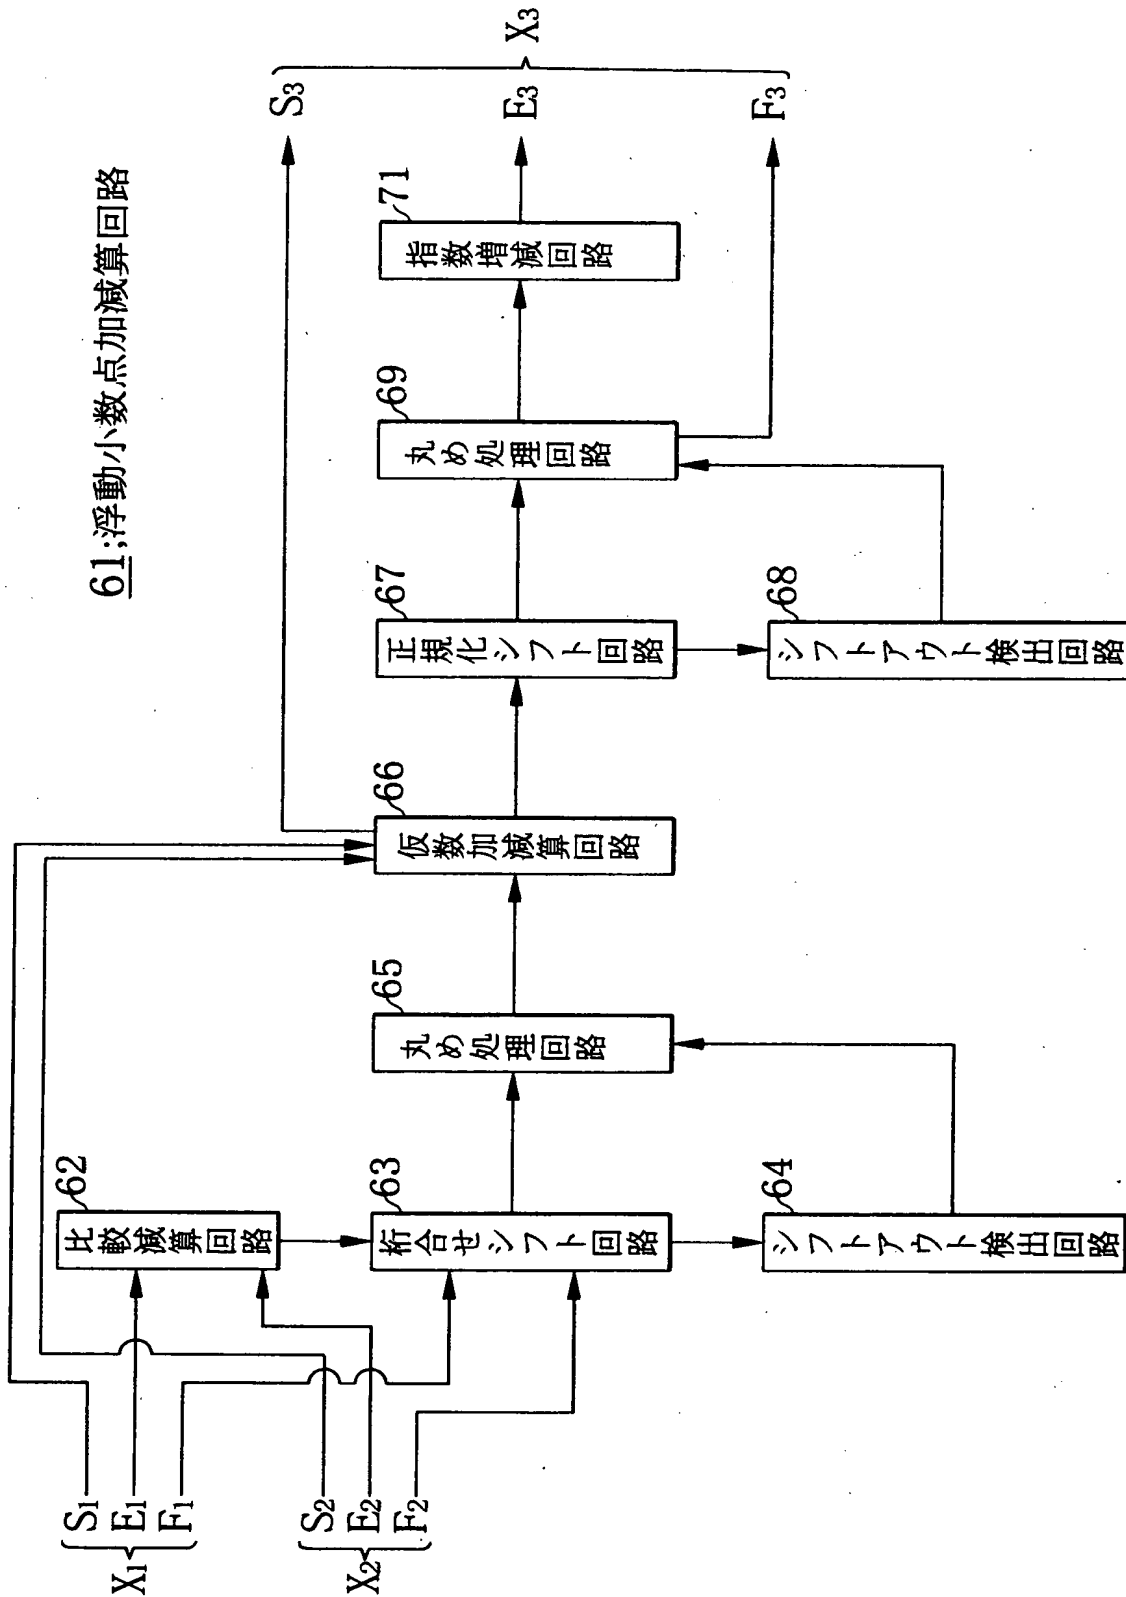 61;浮動小数点加減算回路
X1
S1
E1
F1
X2
S2
E2
F2
62
比較減算回路
63
桁合せシフト回路
64
シフトアウト検出回路
65
丸め処理回路
66
仮数加減算回路
67
正規化シフト回路
68
シフトアウト検出回路
69
丸め処理回路
71
指数増減回路
S3
E3
F3
X3